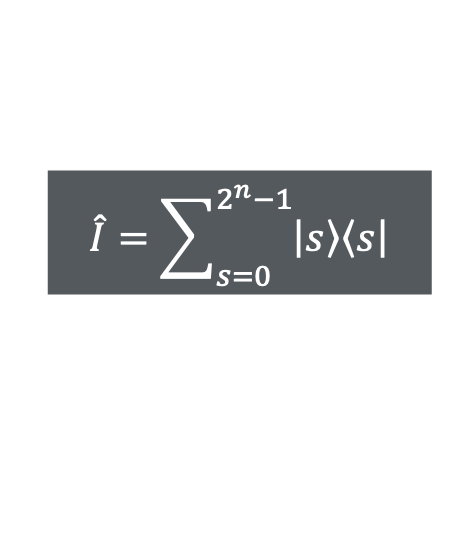 Î = ∑_{s=0}^{2^n−1} |s⟩⟨s|